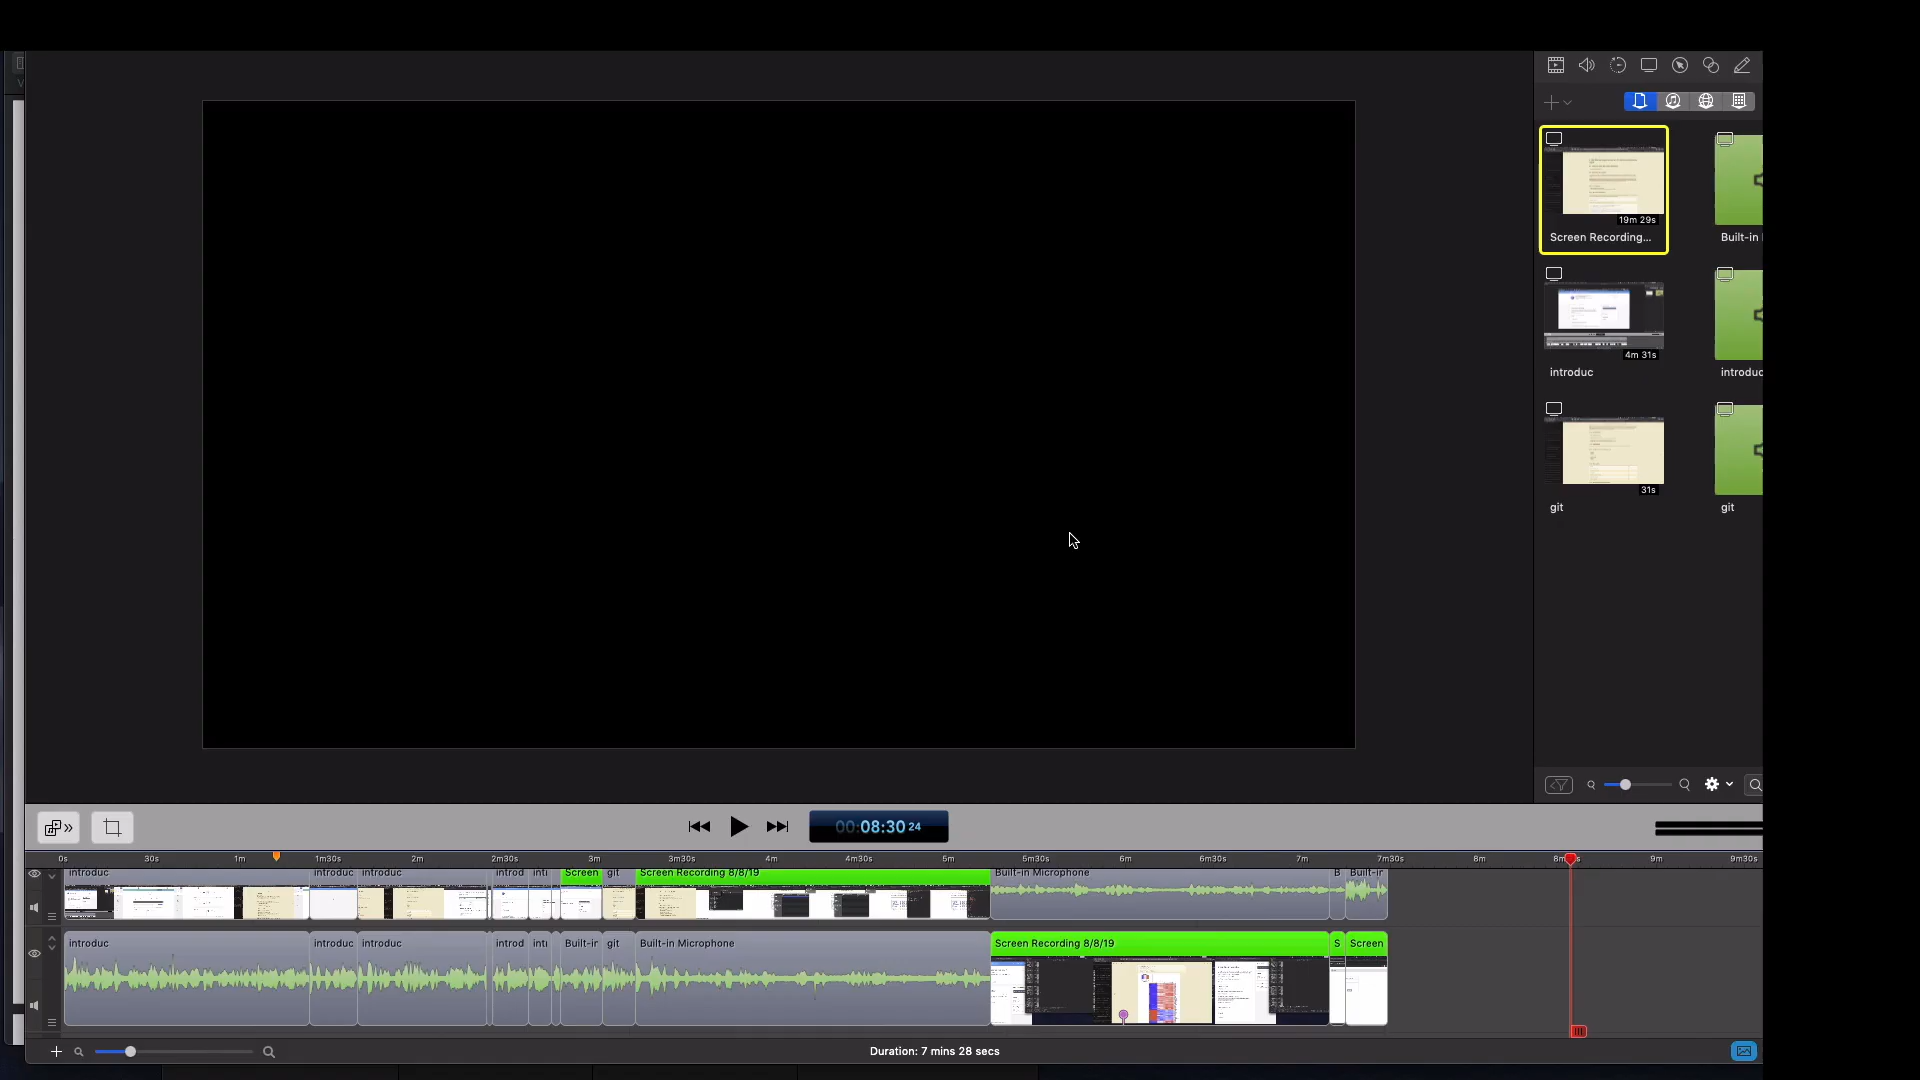 19m 29s
Screen Recording...
Built-in
4m 31s
introduc
introduc
31s
git
git
00:08:30 24
0s 30s 1m 1m30s 2m 2m30s 3m 3m30s 4m 4m30s 5m 5m30s 6m 6m30s 7m 7m30s 8m 9m 9m30s
introduc introduc introduc introd inti Screen git Screen Recording 8/8/19 Built-in Microphone B Built-in
introduc introduc introduc introd inti Built-in git Built-in Microphone Screen Recording 8/8/19 S Screen
Duration: 7 mins 28 secs